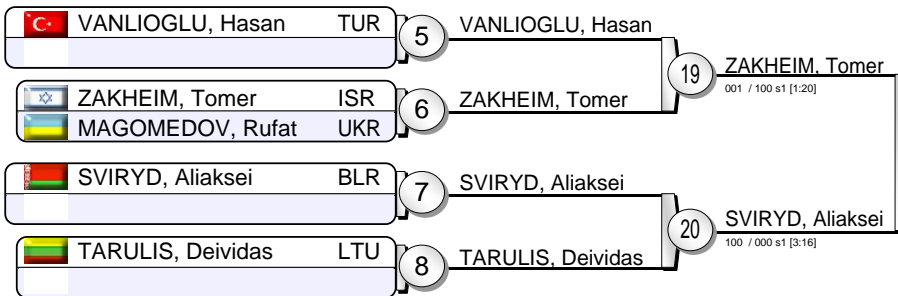 VANLIOGLU, Hasan TUR
5
VANLIOGLU, Hasan
19
ZAKHEIM, Tomer
001 / 100 s1 [1:20]
ZAKHEIM, Tomer ISR
MAGOMEDOV, Rufat UKR
6
ZAKHEIM, Tomer
SVIRYD, Aliaksei BLR
7
SVIRYD, Aliaksei
20
SVIRYD, Aliaksei
100 / 000 s1 [3:16]
TARULIS, Deividas LTU
8
TARULIS, Deividas